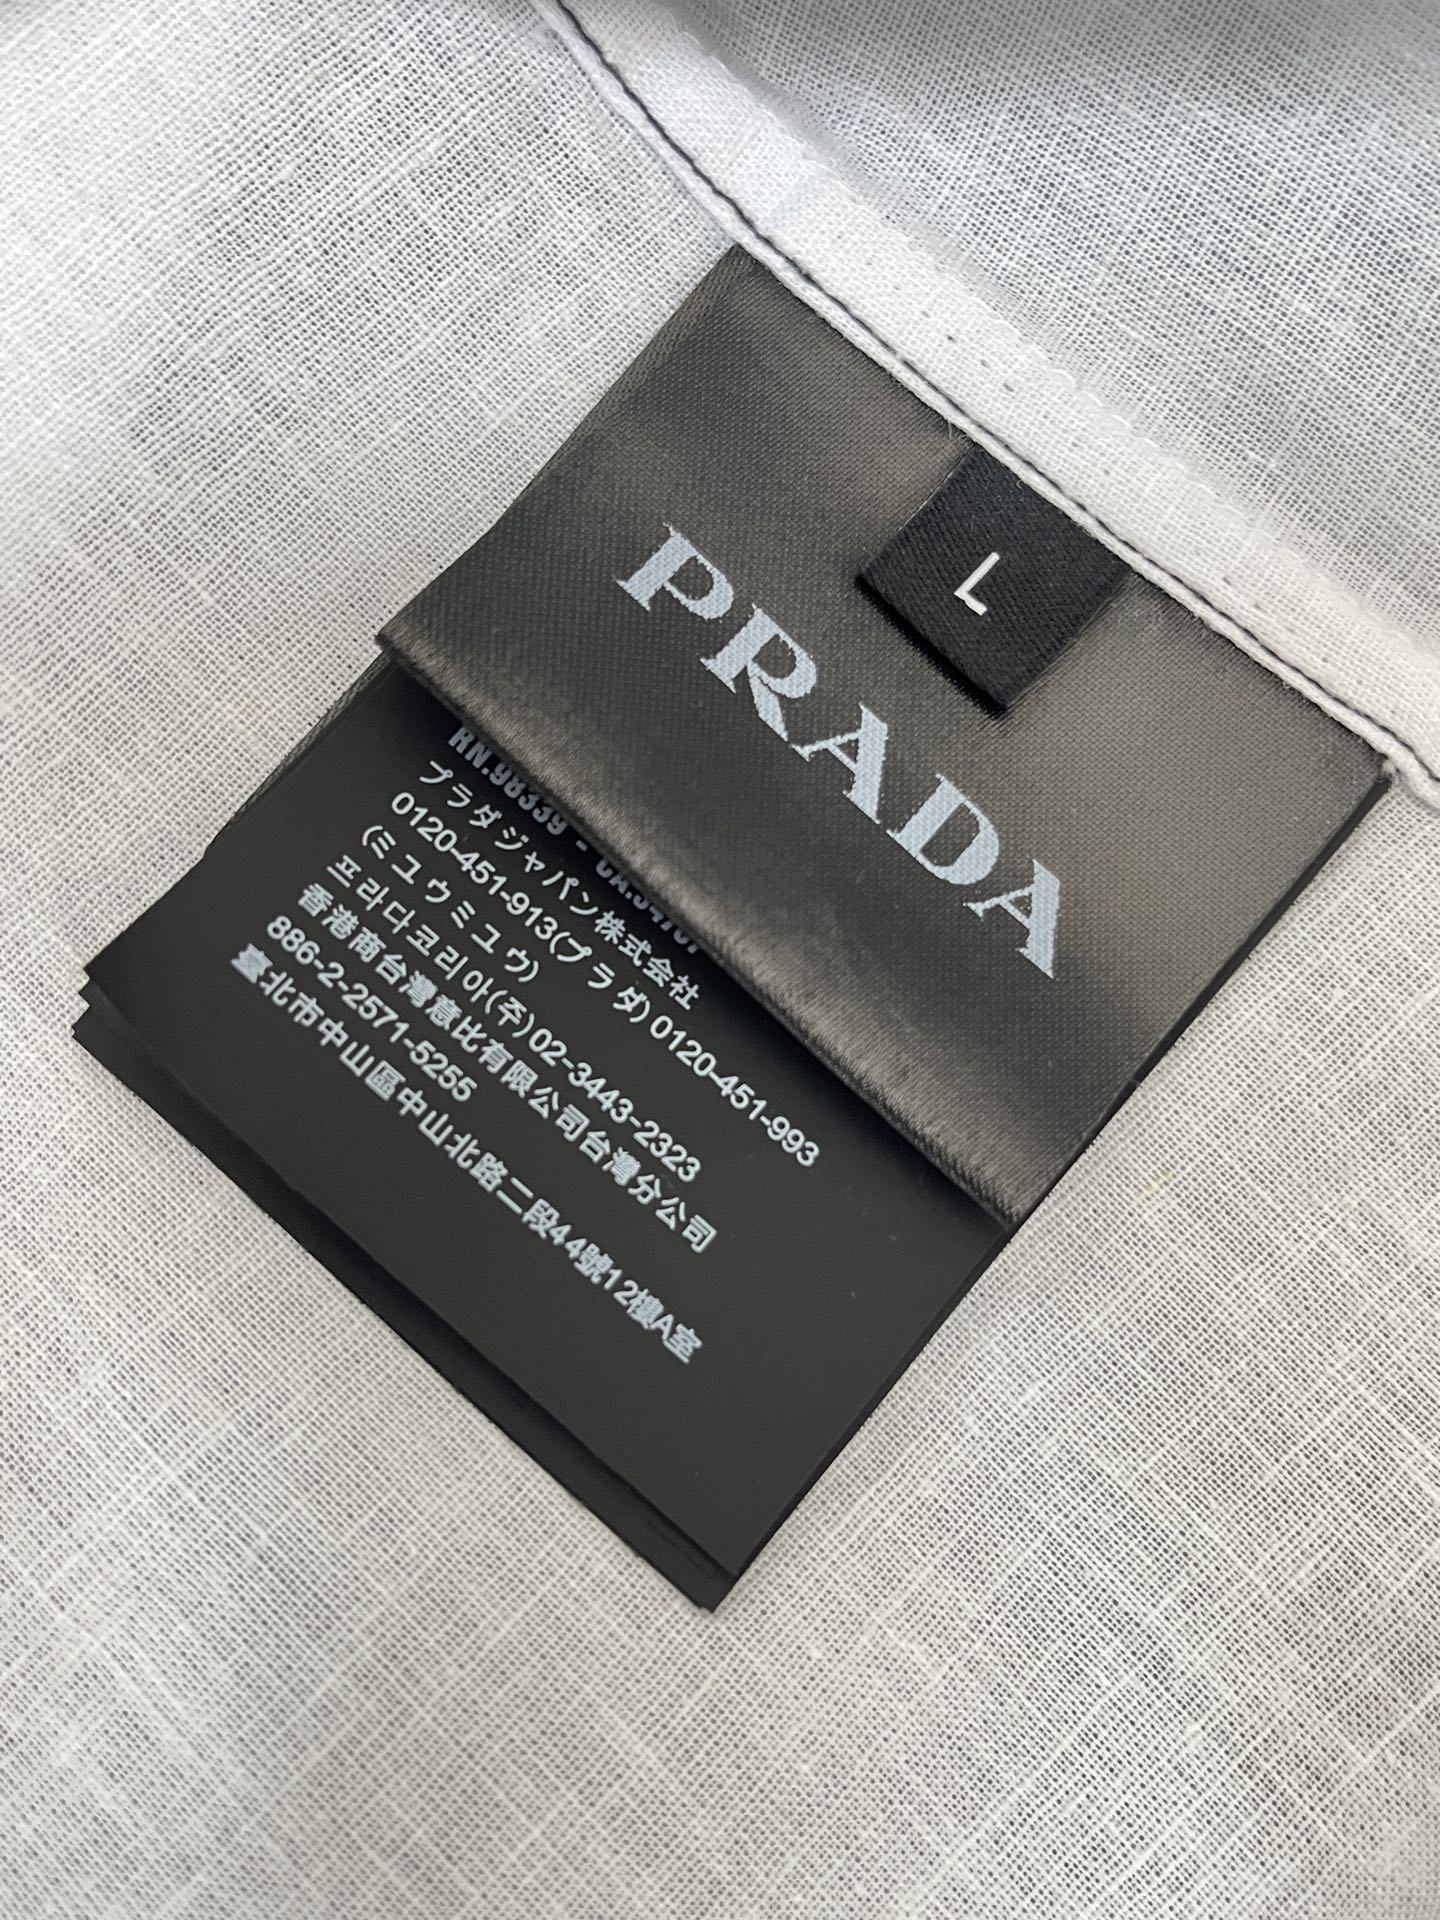 L
PRADA
RN.98339 -
プラダ ジャパン株式会社
0120-451-913(プラダ) 0120-451-993
(ミュウミュウ)
프라다코리아(주)02-3443-2323
香港商台灣意比有限公司台灣分公司
886-2-2571-5255
臺北市中山區中山北路二段44號12樓A室